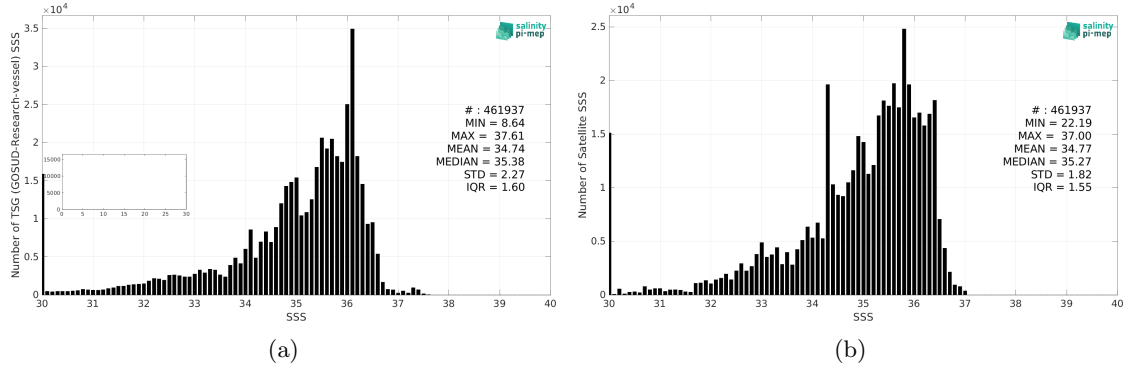 ×10⁴
3.5
3
2.5
2
1.5
1
0.5
0
Number of TSG (GOSUD-Research-vessel) SSS
15000
10000
5000
0
0 5 10 15 20 25 30
salinity
pi-mep
# : 461937
MIN = 8.64
MAX = 37.61
MEAN = 34.74
MEDIAN = 35.38
STD = 2.27
IQR = 1.60
30 31 32 33 34 35 36 37 38 39 40
SSS
(a)
×10⁴
2.5
2
1.5
1
0.5
0
Number of Satellite SSS
salinity
pi-mep
# : 461937
MIN = 22.19
MAX = 37.00
MEAN = 34.77
MEDIAN = 35.27
STD = 1.82
IQR = 1.55
30 31 32 33 34 35 36 37 38 39 40
SSS
(b)